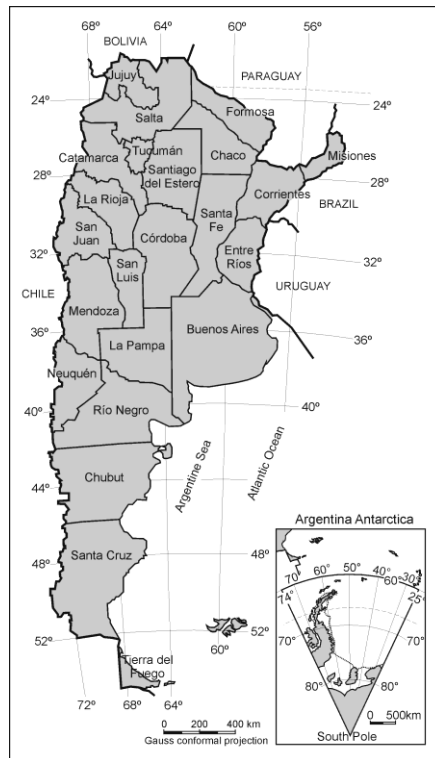 BOLIVIA
68º 64º 60º 56º
Jujuy
PARAGUAY
24º
24º
Salta
Formosa
Tucumán
Catamarca
Santiago
del Estero
Chaco
Misiones
28º
28º
La Rioja
Corrientes
BRAZIL
San
Juan
Santa
Fe
Córdoba
32º
Entre
Ríos
32º
San
Luis
CHILE
URUGUAY
Mendoza
Buenos Aires
36º
36º
La Pampa
Neuquén
40º
Río Negro
40º
Argentine Sea
Atlantic Ocean
Chubut
44º
44º
Argentina Antarctica
Santa Cruz
48º
48º
70º 60º 50º 40º 30º
74º
60º
25º
52º
52º
60º
70º
70º
Tierra del
Fuego
80º
80º
72º 68º 64º
0 200 400 km
Gauss conformal projection
0 500km
South Pole